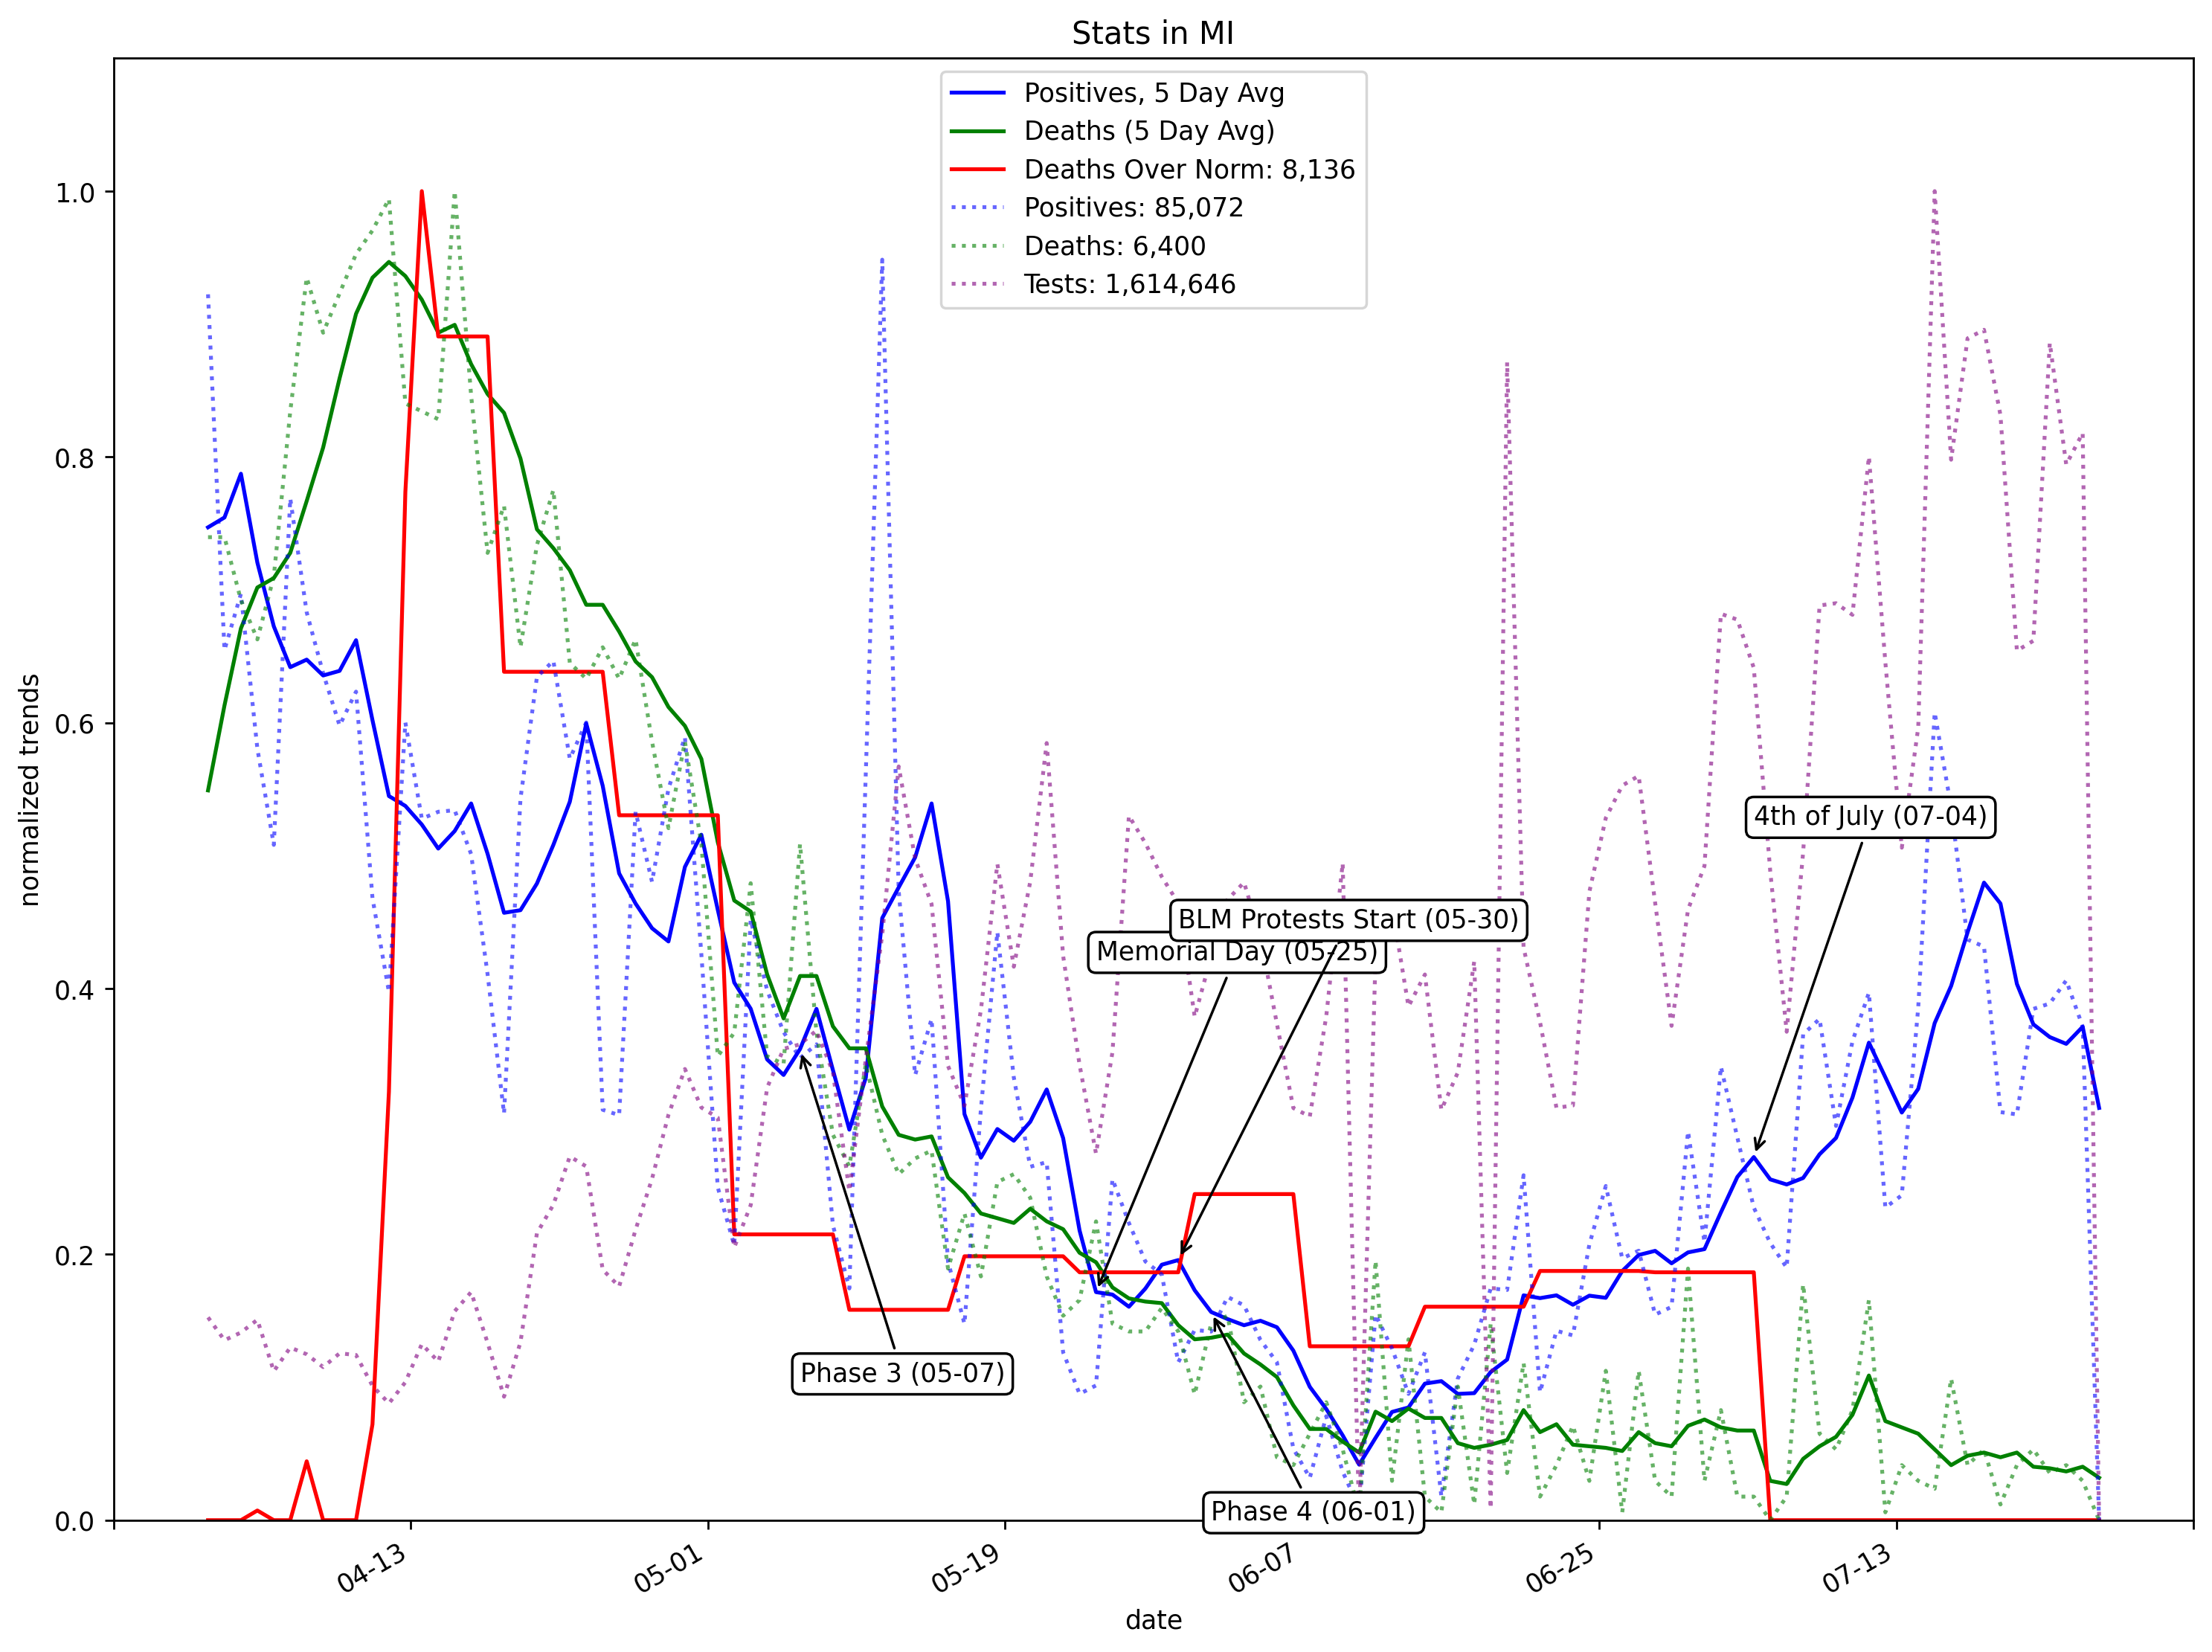 Stats in MI
Positives, 5 Day Avg
Deaths (5 Day Avg)
Deaths Over Norm: 8,136
Positives: 85,072
Deaths: 6,400
Tests: 1,614,646
normalized trends
1.0
0.8
0.6
0.4
0.2
0.0
4th of July (07-04)
BLM Protests Start (05-30)
Memorial Day (05-25)
Phase 3 (05-07)
Phase 4 (06-01)
04-13
05-01
05-19
06-07
06-25
07-13
date